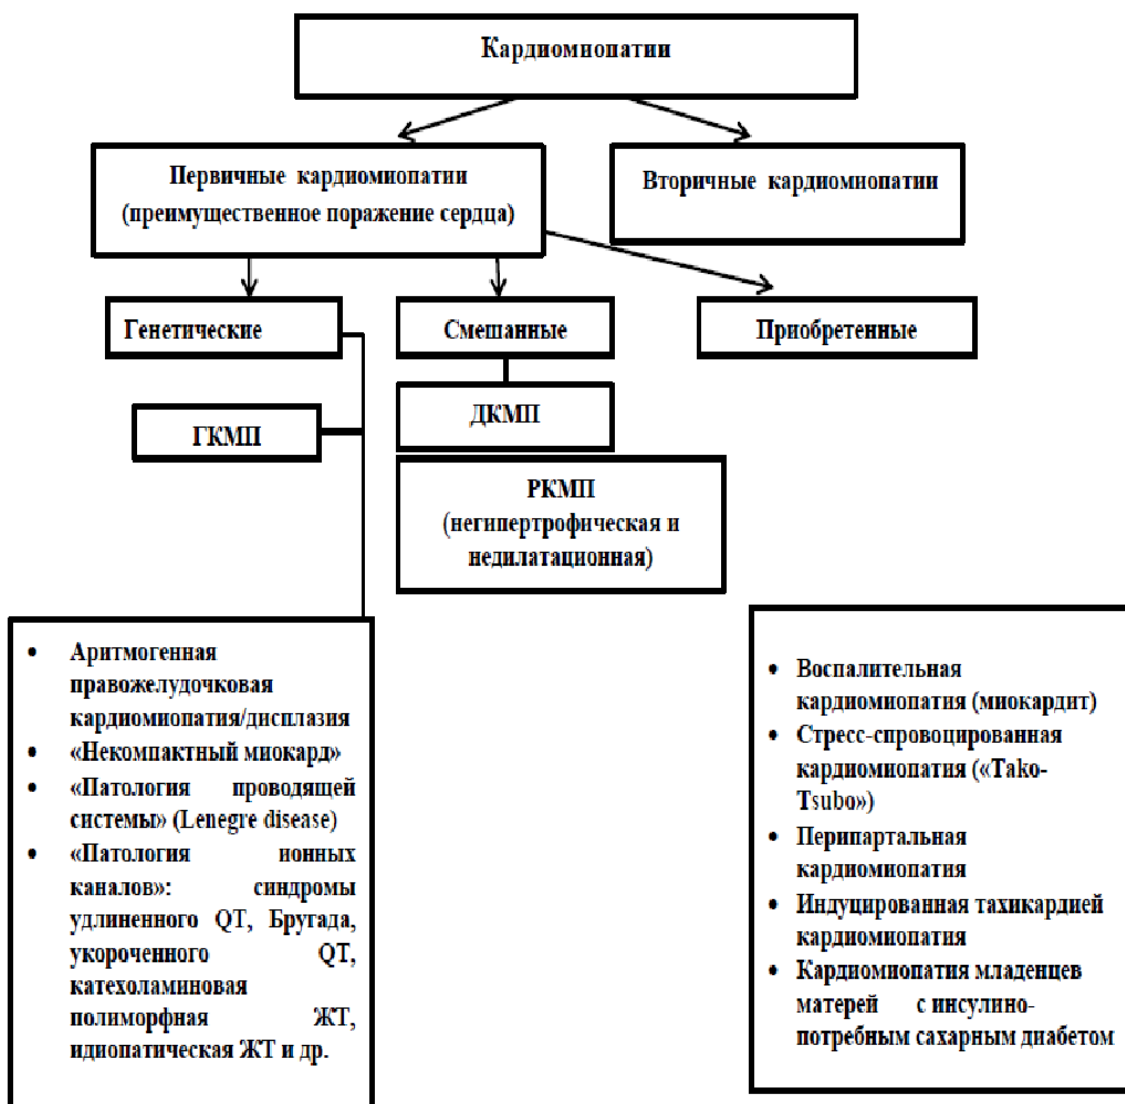 Кардиомиопатии
Первичные кардиомиопатии
(преимущественное поражение сердца)
Вторичные кардиомиопатии
Генетические
Смешанные
Приобретенные
ГКМП
ДКМП
РКМП
(негипертрофическая и
недилатационная)
• Аритмогенная
правожелудочковая
кардиомиопатия/дисплазия
• «Некомпактный миокард»
• «Патология проводящей
системы» (Lenegre disease)
• «Патология ионных
каналов»: синдромы
удлиненного QT, Бругада,
укороченного QT,
катехоламиновая
полиморфная ЖТ,
идиопатическая ЖТ и др.
• Воспалительная
кардиомиопатия (миокардит)
• Стресс-спровоцированная
кардиомиопатия («Tako-
Tsubo»)
• Перипартальная
кардиомиопатия
• Индуцированная тахикардией
кардиомиопатия
• Кардиомиопатия младенцев
матерей с инсулино-
потребным сахарным диабетом